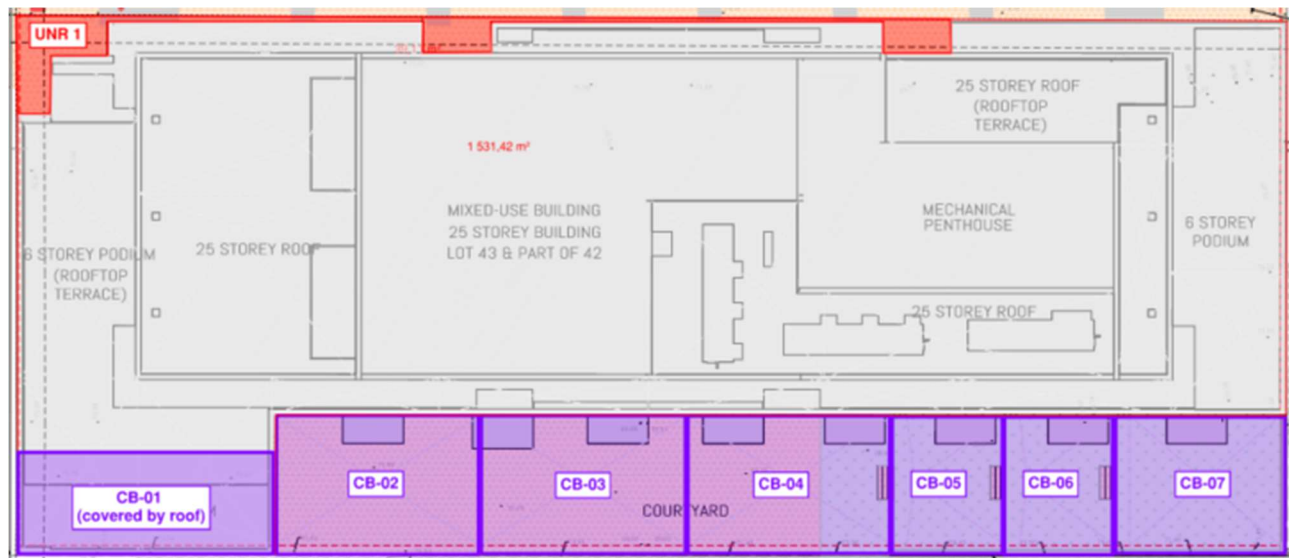 UNR 1
25 STOREY ROOF
(ROOFTOP
TERRACE)
1 531,42 m²
MIXED-USE BUILDING
25 STOREY BUILDING
LOT 43 & PART OF 42
MECHANICAL
PENTHOUSE
6 STOREY
PODIUM
6 STOREY PODIUM
(ROOFTOP
TERRACE)
25 STOREY ROOF
25 STOREY ROOF
CB-01
(covered by roof)
CB-02
CB-03
CB-04
CB-05
CB-06
CB-07
COURTYARD